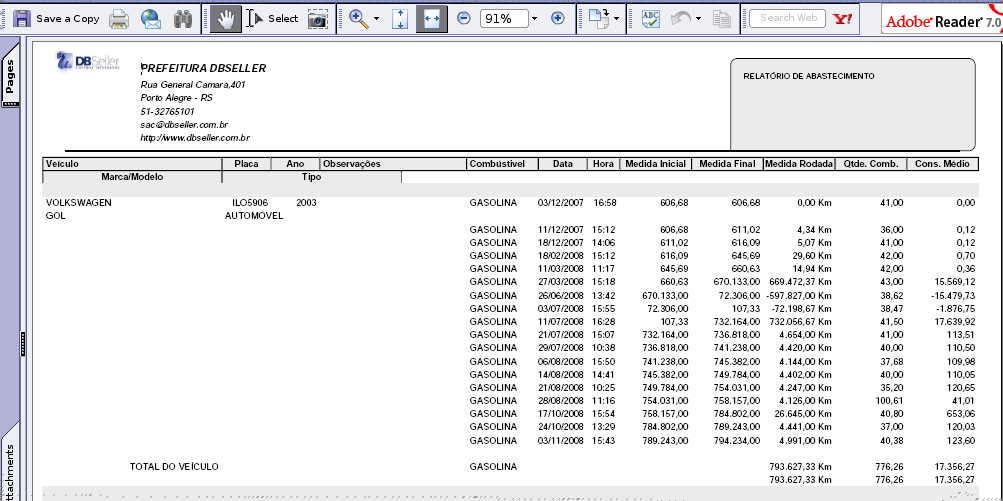 Save a Copy Select 91% Search Web Y! Adobe Reader 7.0
Pages
DBSeller
PREFEITURA DBSELLER
Rua General Camara,401
Porto Alegre - RS
51-32765101
sac@dbseller.com.br
http://www.dbseller.com.br
RELATÓRIO DE ABASTECIMENTO
Veículo Placa Ano Observações Combústivel Data Hora Medida Inicial Medida Final Medida Rodada Qtde. Comb. Cons. Médio
Marca/Modelo Tipo
VOLKSWAGEN ILO5906 2003 GASOLINA 03/12/2007 16:58 606,68 606,68 0,00 Km 41,00 0,00
GOL AUTOMOVEL
GASOLINA 11/12/2007 15:12 606,68 611,02 4,34 Km 36,00 0,12
GASOLINA 18/12/2007 14:06 611,02 616,09 5,07 Km 41,00 0,12
GASOLINA 18/02/2008 15:12 616,09 645,69 29,60 Km 42,00 0,70
GASOLINA 11/03/2008 11:17 645,69 660,63 14,94 Km 42,00 0,36
GASOLINA 27/03/2008 15:18 660,63 670.133,00 669.472,37 Km 43,00 15.569,12
GASOLINA 26/06/2008 13:42 670.133,00 72.306,00 -597.827,00 Km 38,62 -15.479,73
GASOLINA 03/07/2008 15:55 72.306,00 107,33 -72.198,67 Km 38,47 -1.876,75
GASOLINA 11/07/2008 16:28 107,33 732.164,00 732.056,67 Km 41,50 17.639,92
GASOLINA 21/07/2008 15:07 732.164,00 736.818,00 4.654,00 Km 41,00 113,51
GASOLINA 29/07/2008 10:38 736.818,00 741.238,00 4.420,00 Km 40,00 110,50
GASOLINA 06/08/2008 15:50 741.238,00 745.382,00 4.144,00 Km 37,68 109,98
GASOLINA 14/08/2008 14:41 745.382,00 749.784,00 4.402,00 Km 40,00 110,05
GASOLINA 21/08/2008 10:25 749.784,00 754.031,00 4.247,00 Km 35,20 120,65
GASOLINA 28/08/2008 11:16 754.031,00 758.157,00 4.126,00 Km 100,61 41,01
GASOLINA 17/10/2008 15:54 758.157,00 784.802,00 26.645,00 Km 40,80 653,06
GASOLINA 24/10/2008 13:29 784.802,00 789.243,00 4.441,00 Km 37,00 120,03
GASOLINA 03/11/2008 15:43 789.243,00 794.234,00 4.991,00 Km 40,38 123,60
TOTAL DO VEÍCULO GASOLINA 793.627,33 Km 776,26 17.356,27
793.627,33 Km 776,26 17.356,27
ttachments